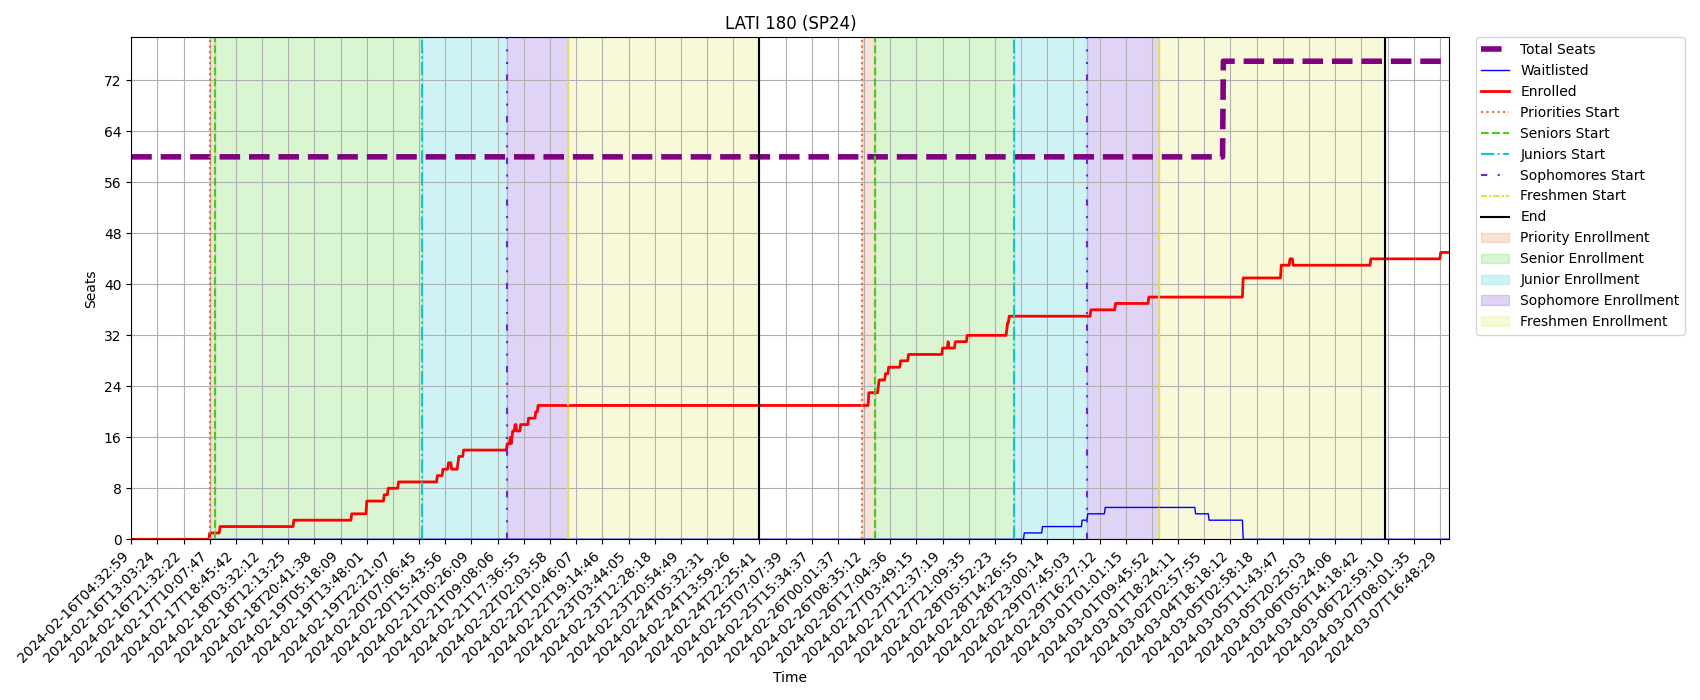 LATI 180 (SP24)
Seats
72
64
56
48
40
32
24
16
8
0
2024-02-16T04:32:59
2024-02-16T13:03:24
2024-02-16T21:32:22
2024-02-17T10:07:47
2024-02-17T18:45:42
2024-02-18T03:32:12
2024-02-18T12:13:25
2024-02-18T20:41:38
2024-02-19T05:18:09
2024-02-19T13:48:01
2024-02-19T22:21:07
2024-02-20T07:06:45
2024-02-20T15:43:56
2024-02-21T00:26:09
2024-02-21T09:08:06
2024-02-21T17:36:55
2024-02-22T02:03:58
2024-02-22T10:46:07
2024-02-22T19:14:46
2024-02-23T03:44:05
2024-02-23T12:28:18
2024-02-23T20:54:49
2024-02-24T05:32:31
2024-02-24T13:59:26
2024-02-24T22:25:41
2024-02-25T07:07:39
2024-02-25T15:34:37
2024-02-26T00:01:37
2024-02-26T08:35:12
2024-02-26T17:04:36
2024-02-27T03:49:15
2024-02-27T12:37:19
2024-02-27T21:09:35
2024-02-28T05:52:23
2024-02-28T14:26:55
2024-02-28T23:00:14
2024-02-29T07:45:03
2024-02-29T16:27:12
2024-03-01T01:01:15
2024-03-01T09:45:52
2024-03-01T18:24:11
2024-03-02T02:57:55
2024-03-04T18:18:12
2024-03-05T02:58:18
2024-03-05T11:43:47
2024-03-05T20:25:03
2024-03-06T05:24:06
2024-03-06T14:18:42
2024-03-06T22:59:10
2024-03-07T08:01:35
2024-03-07T16:48:29
Time
Total Seats
Waitlisted
Enrolled
Priorities Start
Seniors Start
Juniors Start
Sophomores Start
Freshmen Start
End
Priority Enrollment
Senior Enrollment
Junior Enrollment
Sophomore Enrollment
Freshmen Enrollment